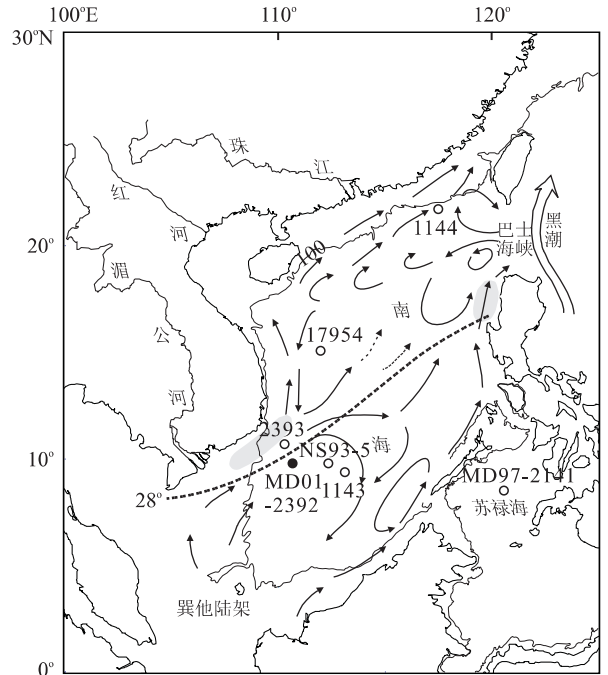 100°E
110°
120°
30°N
珠
江
红
河
1144
巴士
海峡
黑
潮
20°
100
湄
公
河
南
17954
2393
NS93-5
海
10°
MD01
-2392
1143
MD97-2141
28°
苏禄海
巽他陆架
0°